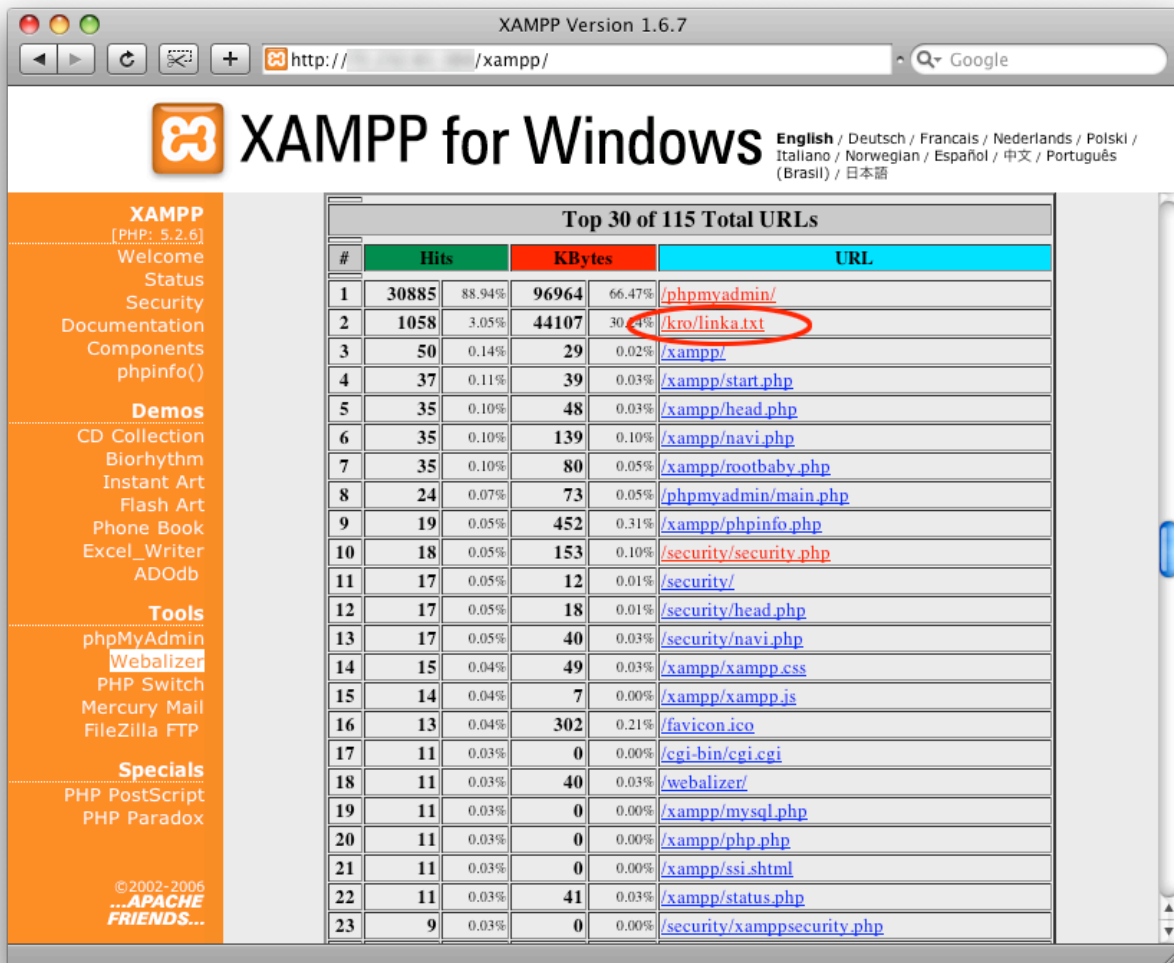 XAMPP Version 1.6.7
http:// /xampp/
Google
XAMPP for Windows
English / Deutsch / Francais / Nederlands / Polski /
Italiano / Norwegian / Español / 中文 / Português
(Brasil) / 日本語
XAMPP
[PHP: 5.2.6]
Welcome
Status
Security
Documentation
Components
phpinfo()
Demos
CD Collection
Biorhythm
Instant Art
Flash Art
Phone Book
Excel_Writer
ADOdb
Tools
phpMyAdmin
Webalizer
PHP Switch
Mercury Mail
FileZilla FTP
Specials
PHP PostScript
PHP Paradox
©2002-2006
...APACHE
FRIENDS...
Top 30 of 115 Total URLs
# Hits KBytes URL
1 30885 88.94% 96964 66.47% /phpmyadmin/
2 1058 3.05% 44107 30.24% /kro/linka.txt
3 50 0.14% 29 0.02% /xampp/
4 37 0.11% 39 0.03% /xampp/start.php
5 35 0.10% 48 0.03% /xampp/head.php
6 35 0.10% 139 0.10% /xampp/navi.php
7 35 0.10% 80 0.05% /xampp/rootbaby.php
8 24 0.07% 73 0.05% /phpmyadmin/main.php
9 19 0.05% 452 0.31% /xampp/phpinfo.php
10 18 0.05% 153 0.10% /security/security.php
11 17 0.05% 12 0.01% /security/
12 17 0.05% 18 0.01% /security/head.php
13 17 0.05% 40 0.03% /security/navi.php
14 15 0.04% 49 0.03% /xampp/xampp.css
15 14 0.04% 7 0.00% /xampp/xampp.js
16 13 0.04% 302 0.21% /favicon.ico
17 11 0.03% 0 0.00% /cgi-bin/cgi.cgi
18 11 0.03% 40 0.03% /webalizer/
19 11 0.03% 0 0.00% /xampp/mysql.php
20 11 0.03% 0 0.00% /xampp/php.php
21 11 0.03% 0 0.00% /xampp/ssi.shtml
22 11 0.03% 41 0.03% /xampp/status.php
23 9 0.03% 0 0.00% /security/xamppsecurity.php